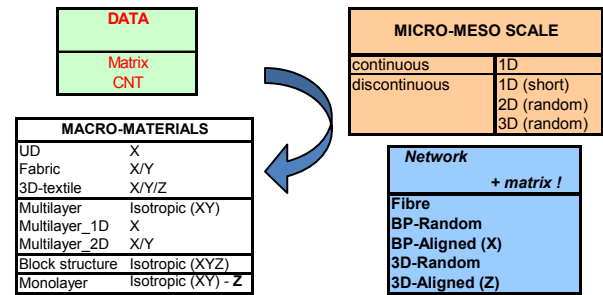 DATA
Matrix
CNT
MICRO-MESO SCALE
continuous 1D
discontinuous 1D (short)
2D (random)
3D (random)
MACRO-MATERIALS
UD X
Fabric X/Y
3D-textile X/Y/Z
Multilayer Isotropic (XY)
Multilayer_1D X
Multilayer_2D X/Y
Block structure Isotropic (XYZ)
Monolayer Isotropic (XY) - Z
Network
+ matrix !
Fibre
BP-Random
BP-Aligned (X)
3D-Random
3D-Aligned (Z)